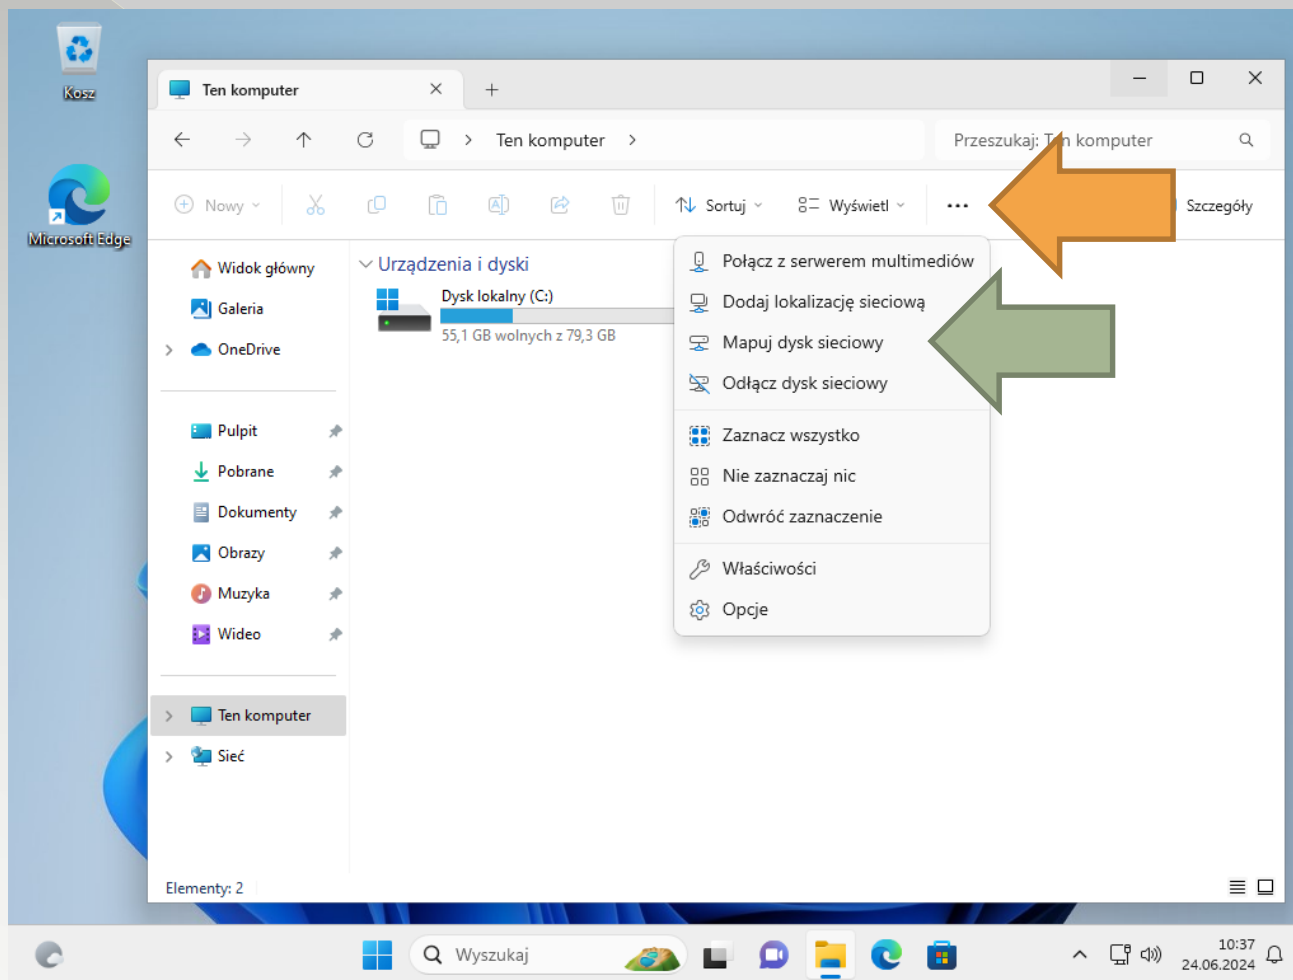 Kosz
Microsoft Edge
Ten komputer
Ten komputer
Przeszukaj: Ten komputer
Nowy
Sortuj
Wyświetl
Szczegóły
Widok główny
Galeria
OneDrive
Pulpit
Pobrane
Dokumenty
Obrazy
Muzyka
Wideo
Ten komputer
Sieć
Urządzenia i dyski
Dysk lokalny (C:)
55,1 GB wolnych z 79,3 GB
Połącz z serwerem multimediów
Dodaj lokalizację sieciową
Mapuj dysk sieciowy
Odłącz dysk sieciowy
Zaznacz wszystko
Nie zaznaczaj nic
Odwróć zaznaczenie
Właściwości
Opcje
Elementy: 2
Wyszukaj
10:37
24.06.2024